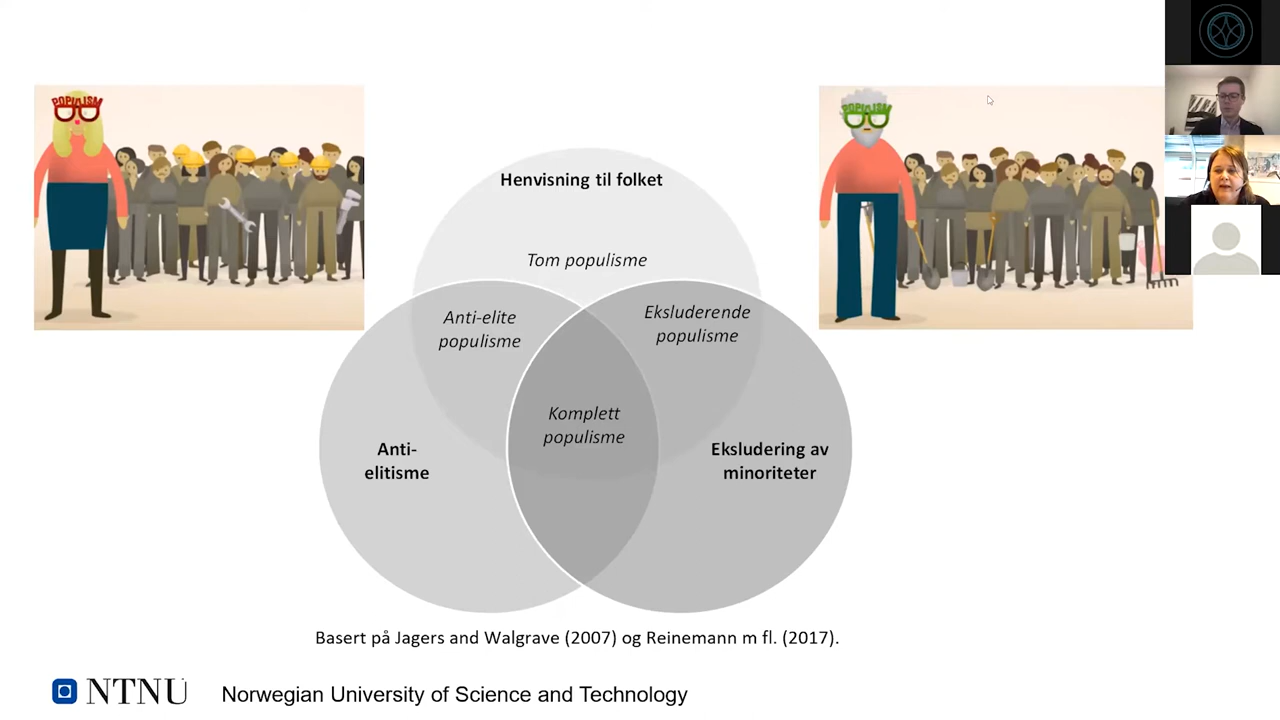 POPULISM
POPULISM
Henvisning til folket
Tom populisme
Anti-elite
populisme
Eksluderende
populisme
Komplett
populisme
Anti-
elitisme
Eksludering av
minoriteter
Basert på Jagers and Walgrave (2007) og Reinemann m fl. (2017).
NTNU
Norwegian University of Science and Technology